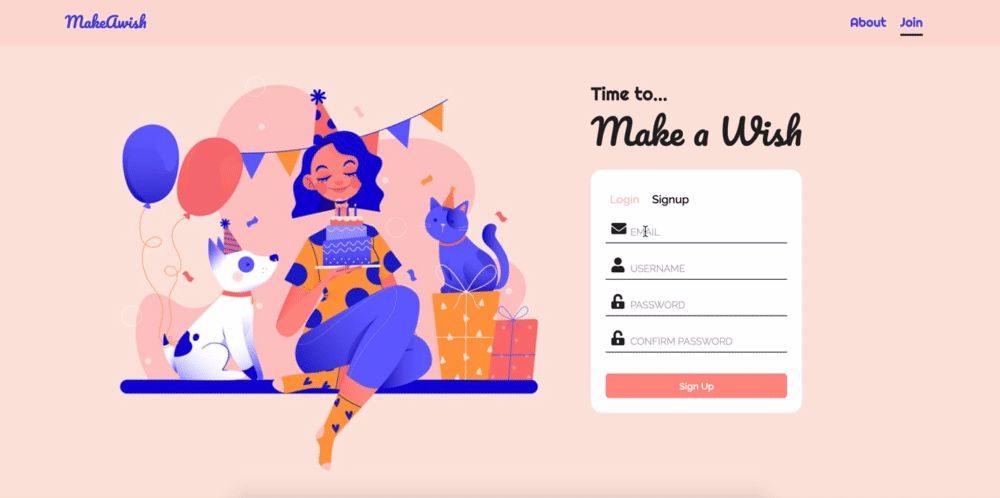 MakeAwish
About Join
Time to...
Make a Wish
Login Signup
EMAIL
USERNAME
PASSWORD
CONFIRM PASSWORD
Sign Up